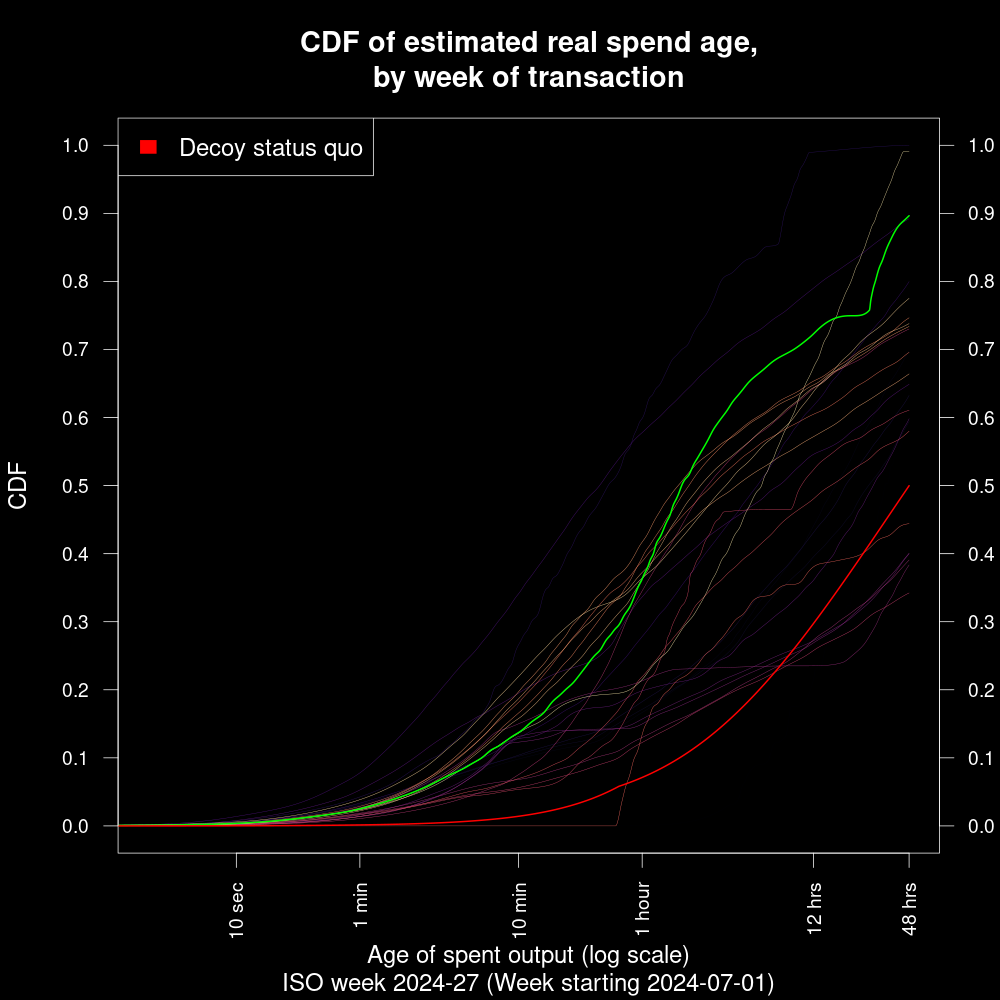 CDF of estimated real spend age,
by week of transaction
Decoy status quo
CDF
1.0
0.9
0.8
0.7
0.6
0.5
0.4
0.3
0.2
0.1
0.0
1.0
0.9
0.8
0.7
0.6
0.5
0.4
0.3
0.2
0.1
0.0
10 sec
1 min
10 min
1 hour
12 hrs
48 hrs
Age of spent output (log scale)
ISO week 2024-27 (Week starting 2024-07-01)